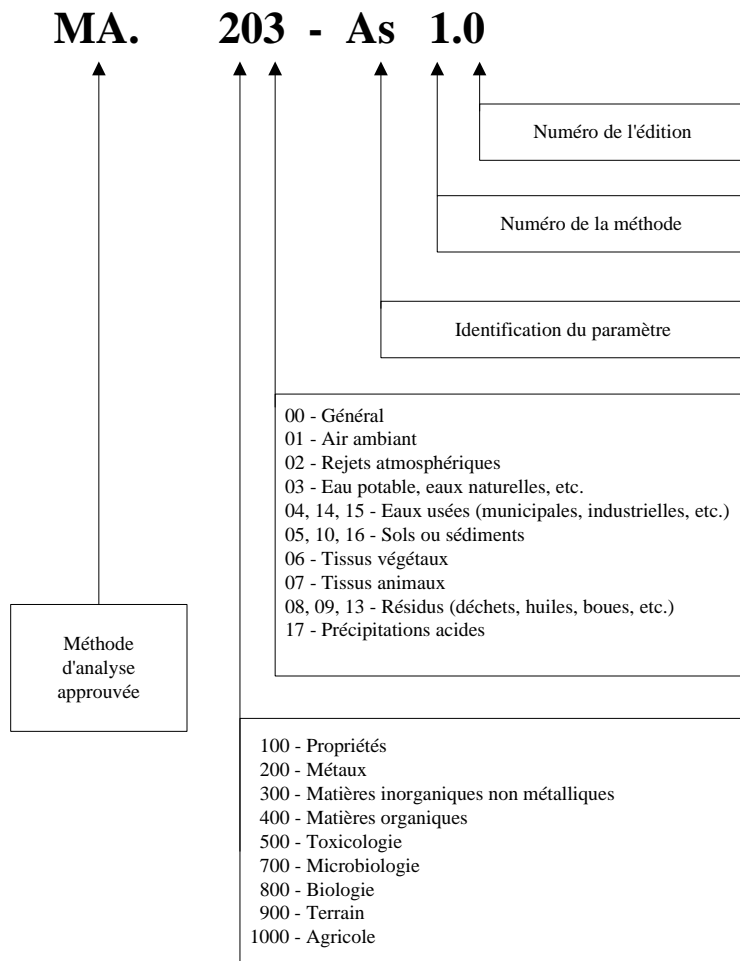 MA. 203 - As 1.0
Numéro de l'édition
Numéro de la méthode
Identification du paramètre
00 - Général
01 - Air ambiant
02 - Rejets atmosphériques
03 - Eau potable, eaux naturelles, etc.
04, 14, 15 - Eaux usées (municipales, industrielles, etc.)
05, 10, 16 - Sols ou sédiments
06 - Tissus végétaux
07 - Tissus animaux
08, 09, 13 - Résidus (déchets, huiles, boues, etc.)
17 - Précipitations acides
Méthode
d'analyse
approuvée
100 - Propriétés
200 - Métaux
300 - Matières inorganiques non métalliques
400 - Matières organiques
500 - Toxicologie
700 - Microbiologie
800 - Biologie
900 - Terrain
1000 - Agricole